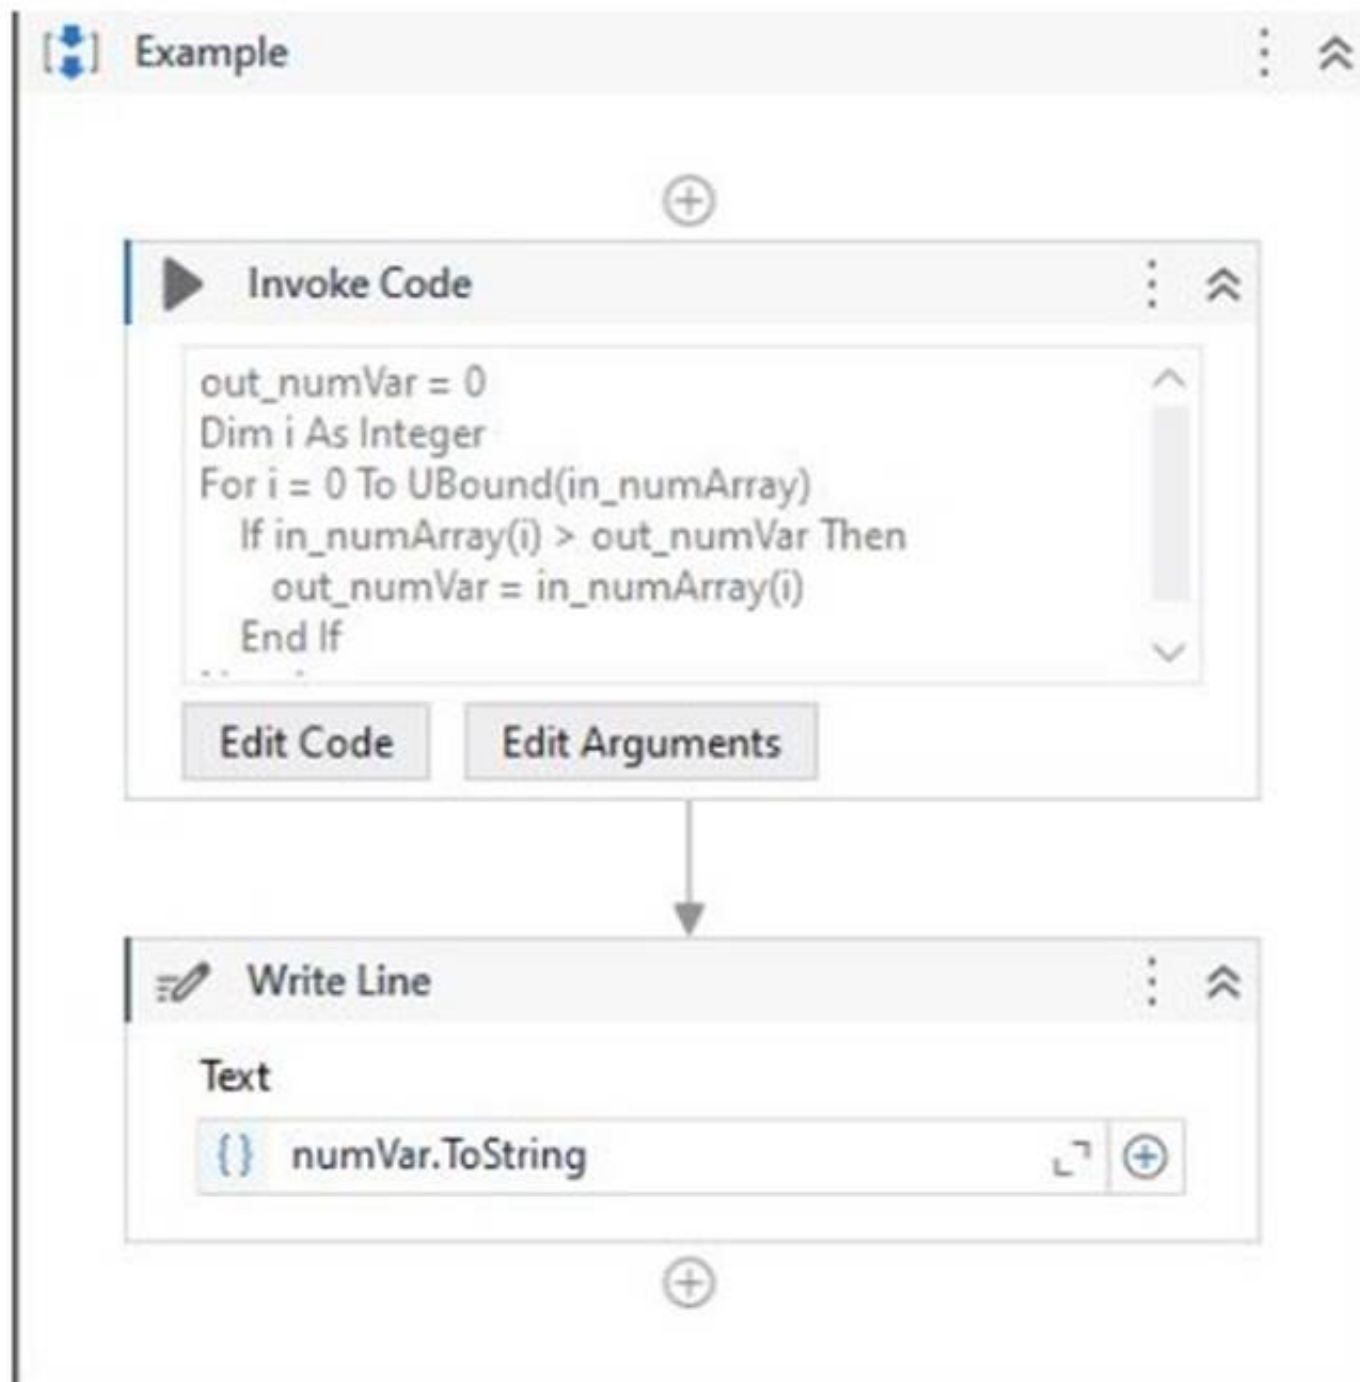 Example
Invoke Code
out_numVar = 0
Dim i As Integer
For i = 0 To UBound(in_numArray)
If in_numArray(i) > out_numVar Then
out_numVar = in_numArray(i)
End If
Edit Code
Edit Arguments
Write Line
Text
{} numVar.ToString